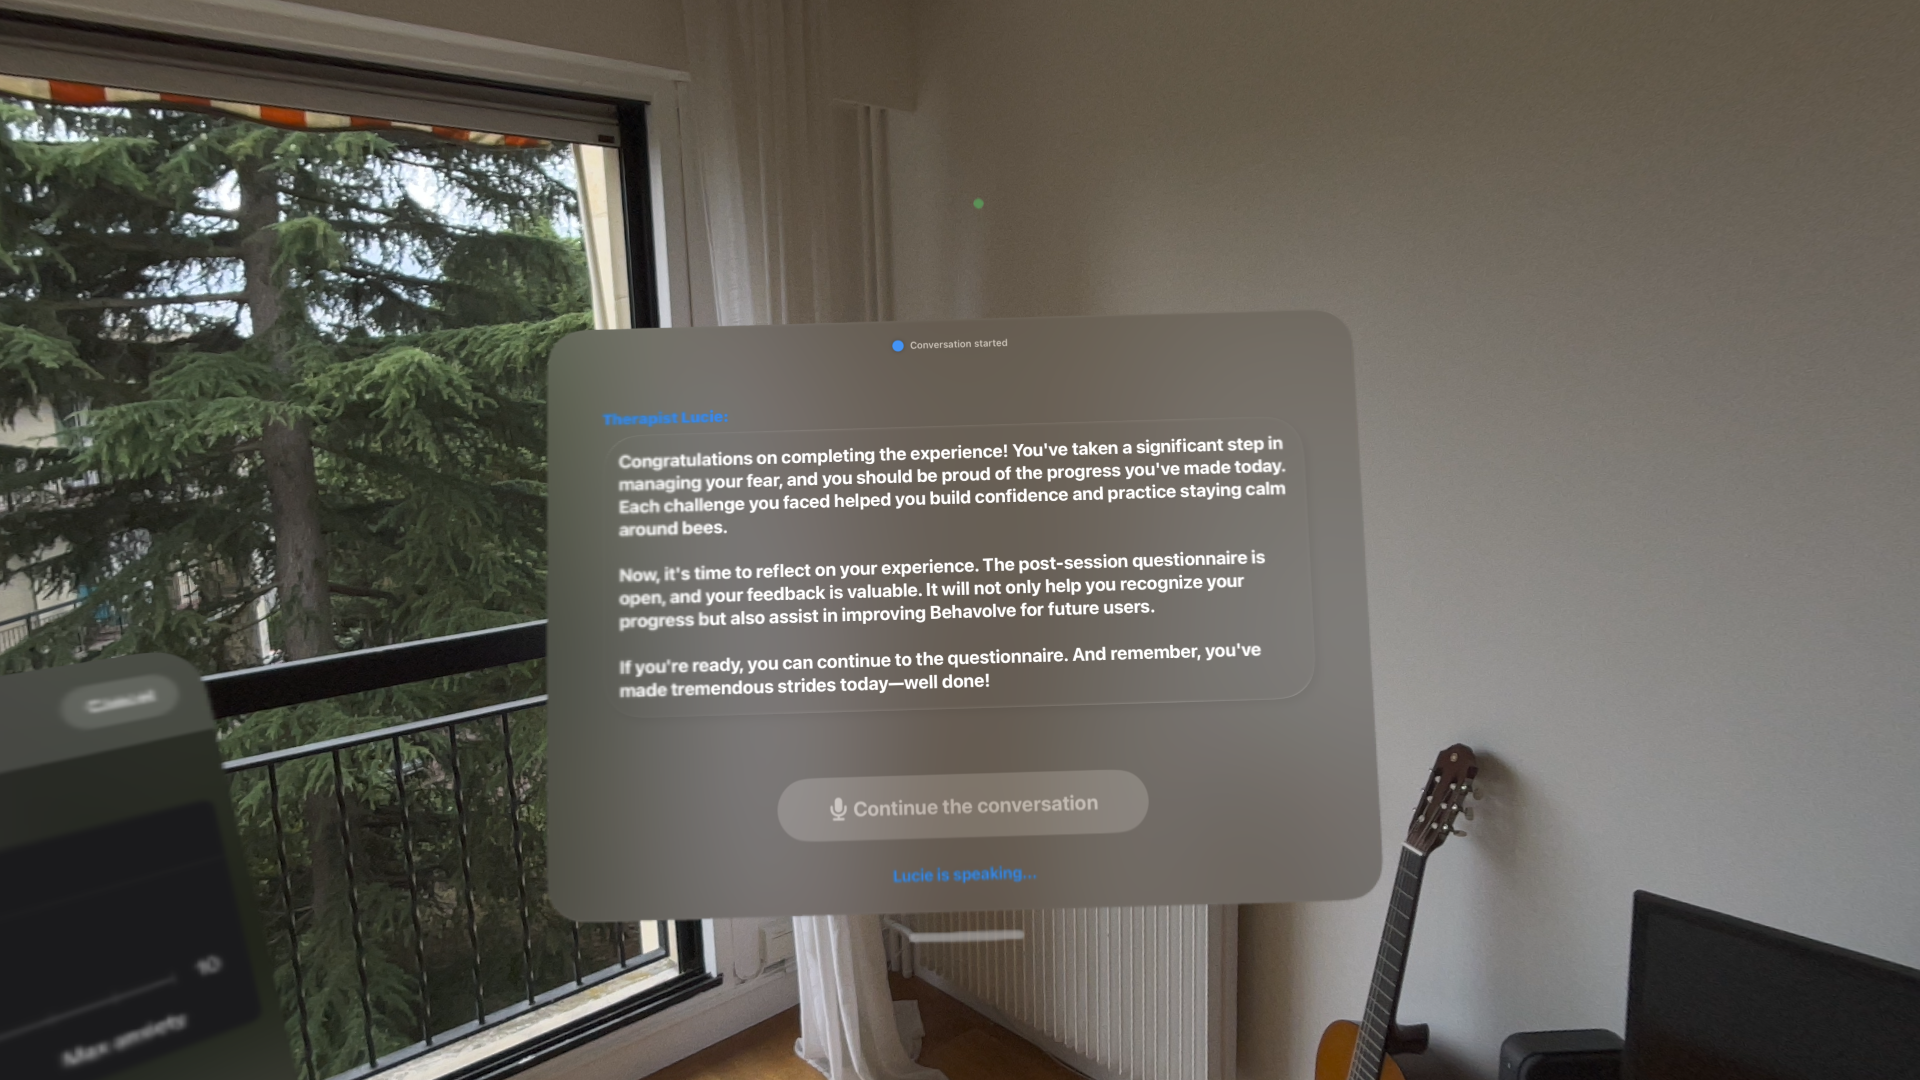 Conversation started
Therapist Lucie:
Congratulations on completing the experience! You've taken a significant step in
managing your fear, and you should be proud of the progress you've made today.
Each challenge you faced helped you build confidence and practice staying calm
around bees.
Now, it's time to reflect on your experience. The post-session questionnaire is
open, and your feedback is valuable. It will not only help you recognize your
progress but also assist in improving Behavolve for future users.
If you're ready, you can continue to the questionnaire. And remember, you've
made tremendous strides today—well done!
Continue the conversation
Lucie is speaking...
Cancel
10
Max anxiety